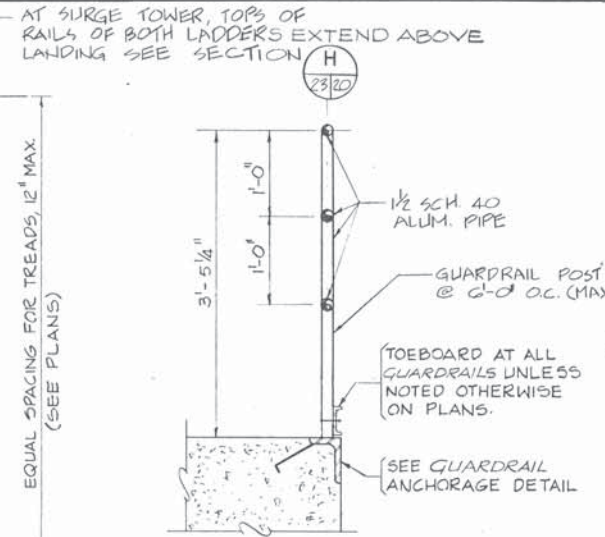 AT SURGE TOWER, TOPS OF
RAILS OF BOTH LADDERS EXTEND ABOVE
LANDING SEE SECTION
H
23|20
EQUAL SPACING FOR TREADS, 12" MAX.
(SEE PLANS)
3'-5 1/4"
1'-0"
1'-0"
1½ SCH. 40
ALUM. PIPE
GUARDRAIL POST
@ 6'-0" O.C. (MAX
TOEBOARD AT ALL
GUARDRAILS UNLESS
NOTED OTHERWISE
ON PLANS.
SEE GUARDRAIL
ANCHORAGE DETAIL